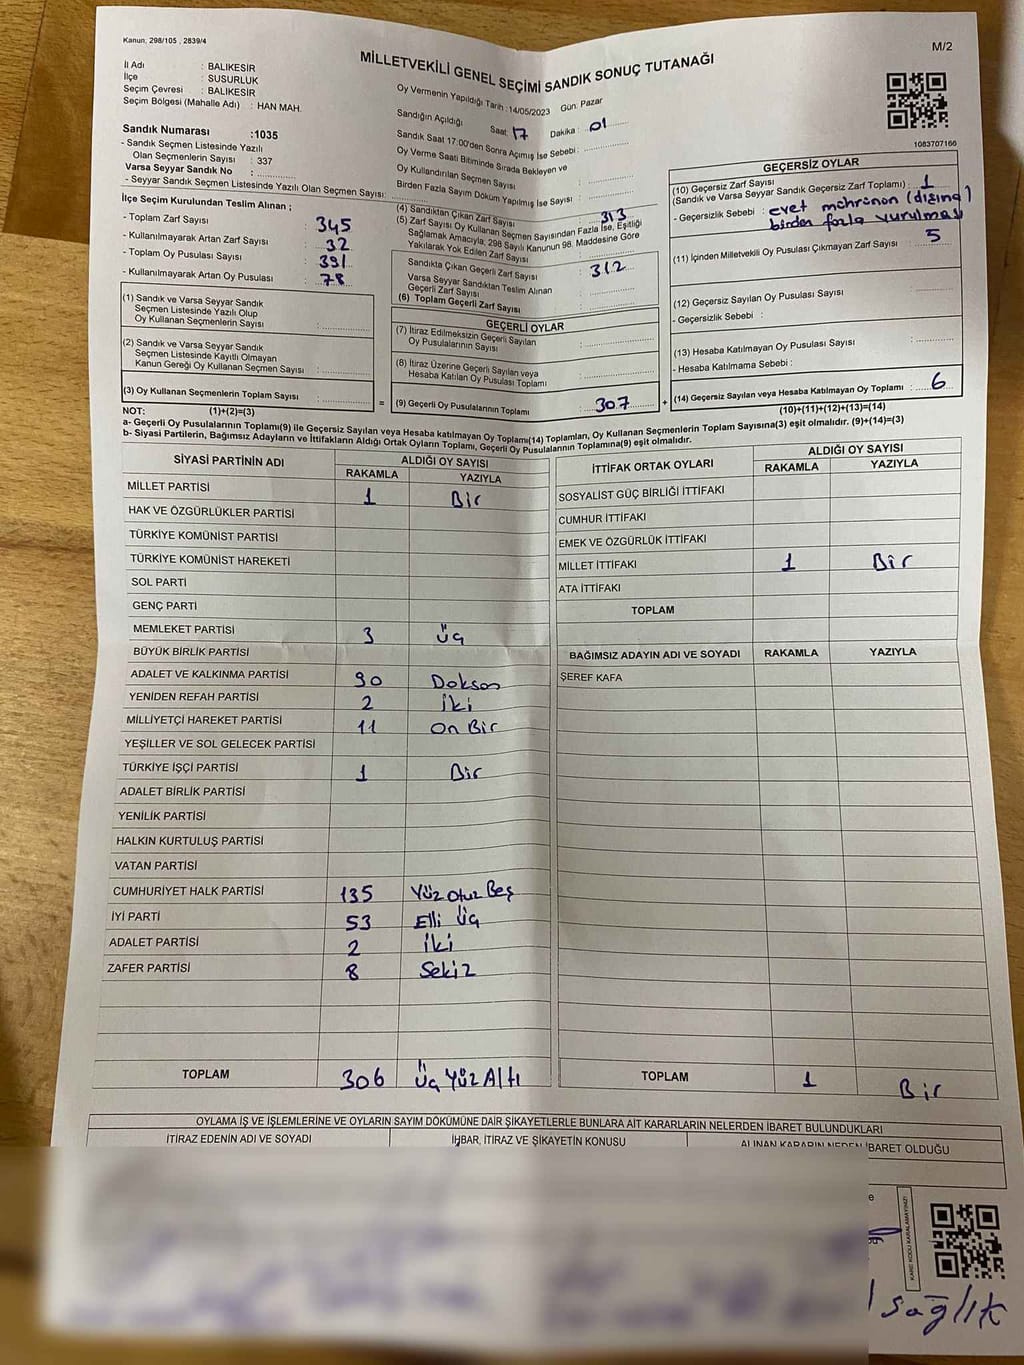 Kanun, 298/105 , 2839/4
M/2
MİLLETVEKİLİ GENEL SEÇİMİ SANDIK SONUÇ TUTANAĞI
İl Adı : BALIKESİR
İlçe : SUSURLUK
Seçim Çevresi : BALIKESİR
Seçim Bölgesi (Mahalle Adı) : HAN MAH.
Sandık Numarası :1035
- Sandık Seçmen Listesinde Yazılı
Olan Seçmenlerin Sayısı : 337
Varsa Seyyar Sandık No :
- Seyyar Sandık Seçmen Listesinde Yazılı Olan Seçmen Sayısı:
Oy Vermenin Yapıldığı Tarih :14/05/2023 Gün: Pazar
Sandığın Açıldığı Saat: 17 Dakika : 01
Sandık Saat 17:00'den Sonra Açımış İse Sebebi :
Oy Verme Saati Bitiminde Sırada Bekleyen ve
Oy Kullandırılan Seçmen Sayısı :
Birden Fazla Sayım Döküm Yapılmış İse Sayısı :
1083707166
İlçe Seçim Kurulundan Teslim Alınan ;
- Toplam Zarf Sayısı : 345
- Kullanılmayarak Artan Zarf Sayısı : 32
- Toplam Oy Pusulası Sayısı : 391
- Kullanılmayarak Artan Oy Pusulası : 78
(1) Sandık ve Varsa Seyyar Sandık
Seçmen Listesinde Yazılı Olup
Oy Kullanan Seçmenlerin Sayısı :
(2) Sandık ve Varsa Seyyar Sandık
Seçmen Listesinde Kayıtlı Olmayan
Kanun Gereği Oy Kullanan Seçmen Sayısı :
(3) Oy Kullanan Seçmenlerin Toplam Sayısı :
=
(4) Sandıktan Çıkan Zarf Sayısı : 313
(5) Zarf Sayısı Oy Kullanan Seçmen Sayısından Fazla İse, Eşitliği
Sağlamak Amacıyla, 298 Sayılı Kanunun 98. Maddesine Göre
Yakılarak Yok Edilen Zarf Sayısı :
Sandıkta Çıkan Geçerli Zarf Sayısı : 312
Varsa Seyyar Sandıktan Teslim Alınan
Geçerli Zarf Sayısı :
(6) Toplam Geçerli Zarf Sayısı :
GEÇERLİ OYLAR
(7) İtiraz Edilmeksizin Geçerli Sayılan
Oy Pusulalarının Sayısı :
(8) İtiraz Üzerine Geçerli Sayılan veya
Hesaba Katılan Oy Pusulası Toplamı :
(9) Geçerli Oy Pusulalarının Toplamı : 307
+
GEÇERSİZ OYLAR
(10) Geçersiz Zarf Sayısı
(Sandık ve Varsa Seyyar Sandık Geçersiz Zarf Toplamı) : 1
- Geçersizlik Sebebi : evet mührünün (dışına)
birden fazla vurulması
(11) İçinden Milletvekili Oy Pusulası Çıkmayan Zarf Sayısı : 5
(12) Geçersiz Sayılan Oy Pusulası Sayısı :
- Geçersizlik Sebebi :
(13) Hesaba Katılmayan Oy Pusulası Sayısı :
- Hesaba Katılmama Sebebi :
(14) Geçersiz Sayılan veya Hesaba Katılmayan Oy Toplamı : 6
NOT: (1)+(2)=(3)
(10)+(11)+(12)+(13)=(14)
a- Geçerli Oy Pusulalarının Toplamı(9) ile Geçersiz Sayılan veya Hesaba Katılmayan Oy Toplamı(14) Toplamları, Oy Kullanan Seçmenlerin Toplam Sayısına(3) eşit olmalıdır. (9)+(14)=(3)
b- Siyasi Partilerin, Bağımsız Adayların ve İttifakların Aldığı Ortak Oyların Toplamı, Geçerli Oy Pusulalarının Toplamına(9) eşit olmalıdır.
SİYASİ PARTİNİN ADI ALDIĞI OY SAYISI
RAKAMLA YAZIYLA
MİLLET PARTİSİ 1 Bir
HAK VE ÖZGÜRLÜKLER PARTİSİ
TÜRKİYE KOMÜNİST PARTİSİ
TÜRKİYE KOMÜNİST HAREKETİ
SOL PARTİ
GENÇ PARTİ
MEMLEKET PARTİSİ 3 Üç
BÜYÜK BİRLİK PARTİSİ
ADALET VE KALKINMA PARTİSİ 90 Doksan
YENİDEN REFAH PARTİSİ 2 İki
MİLLİYETÇİ HAREKET PARTİSİ 11 On Bir
YEŞİLLER VE SOL GELECEK PARTİSİ
TÜRKİYE İŞÇİ PARTİSİ 1 Bir
ADALET BİRLİK PARTİSİ
YENİLİK PARTİSİ
HALKIN KURTULUŞ PARTİSİ
VATAN PARTİSİ
CUMHURİYET HALK PARTİSİ 135 Yüz Otuz Beş
İYİ PARTİ 53 Elli Üç
ADALET PARTİSİ 2 İki
ZAFER PARTİSİ 8 Sekiz
TOPLAM 306 Üç Yüz Altı
İTTİFAK ORTAK OYLARI ALDIĞI OY SAYISI
RAKAMLA YAZIYLA
SOSYALİST GÜÇ BİRLİĞİ İTTİFAKI
CUMHUR İTTİFAKI
EMEK VE ÖZGÜRLÜK İTTİFAKI
MİLLET İTTİFAKI 1 Bir
ATA İTTİFAKI
TOPLAM
BAĞIMSIZ ADAYIN ADI VE SOYADI RAKAMLA YAZIYLA
ŞEREF KAFA
TOPLAM 1 Bir
OYLAMA İŞ VE İŞLEMLERİNE VE OYLARIN SAYIM DÖKÜMÜNE DAİR ŞİKAYETLERLE BUNLARA AİT KARARLARIN NELERDEN İBARET BULUNDUKLARI
İTİRAZ EDENİN ADI VE SOYADI İHBAR, İTİRAZ VE ŞİKAYETİN KONUSU ALINAN KARARIN NEDEN İBARET OLDUĞU
KARE KODU KARALAMAYINIZ!
Sağlık